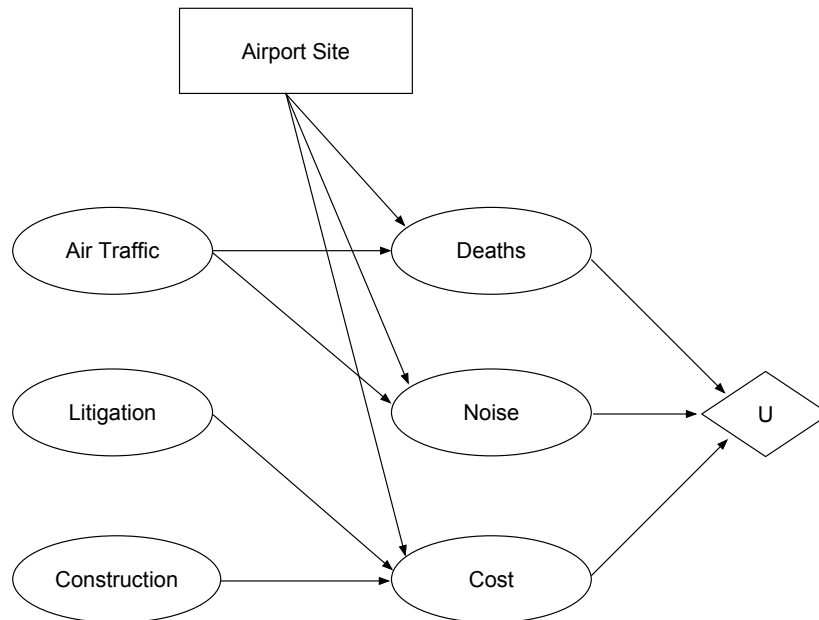 Airport Site
Air Traffic
Deaths
Litigation
Noise
U
Construction
Cost